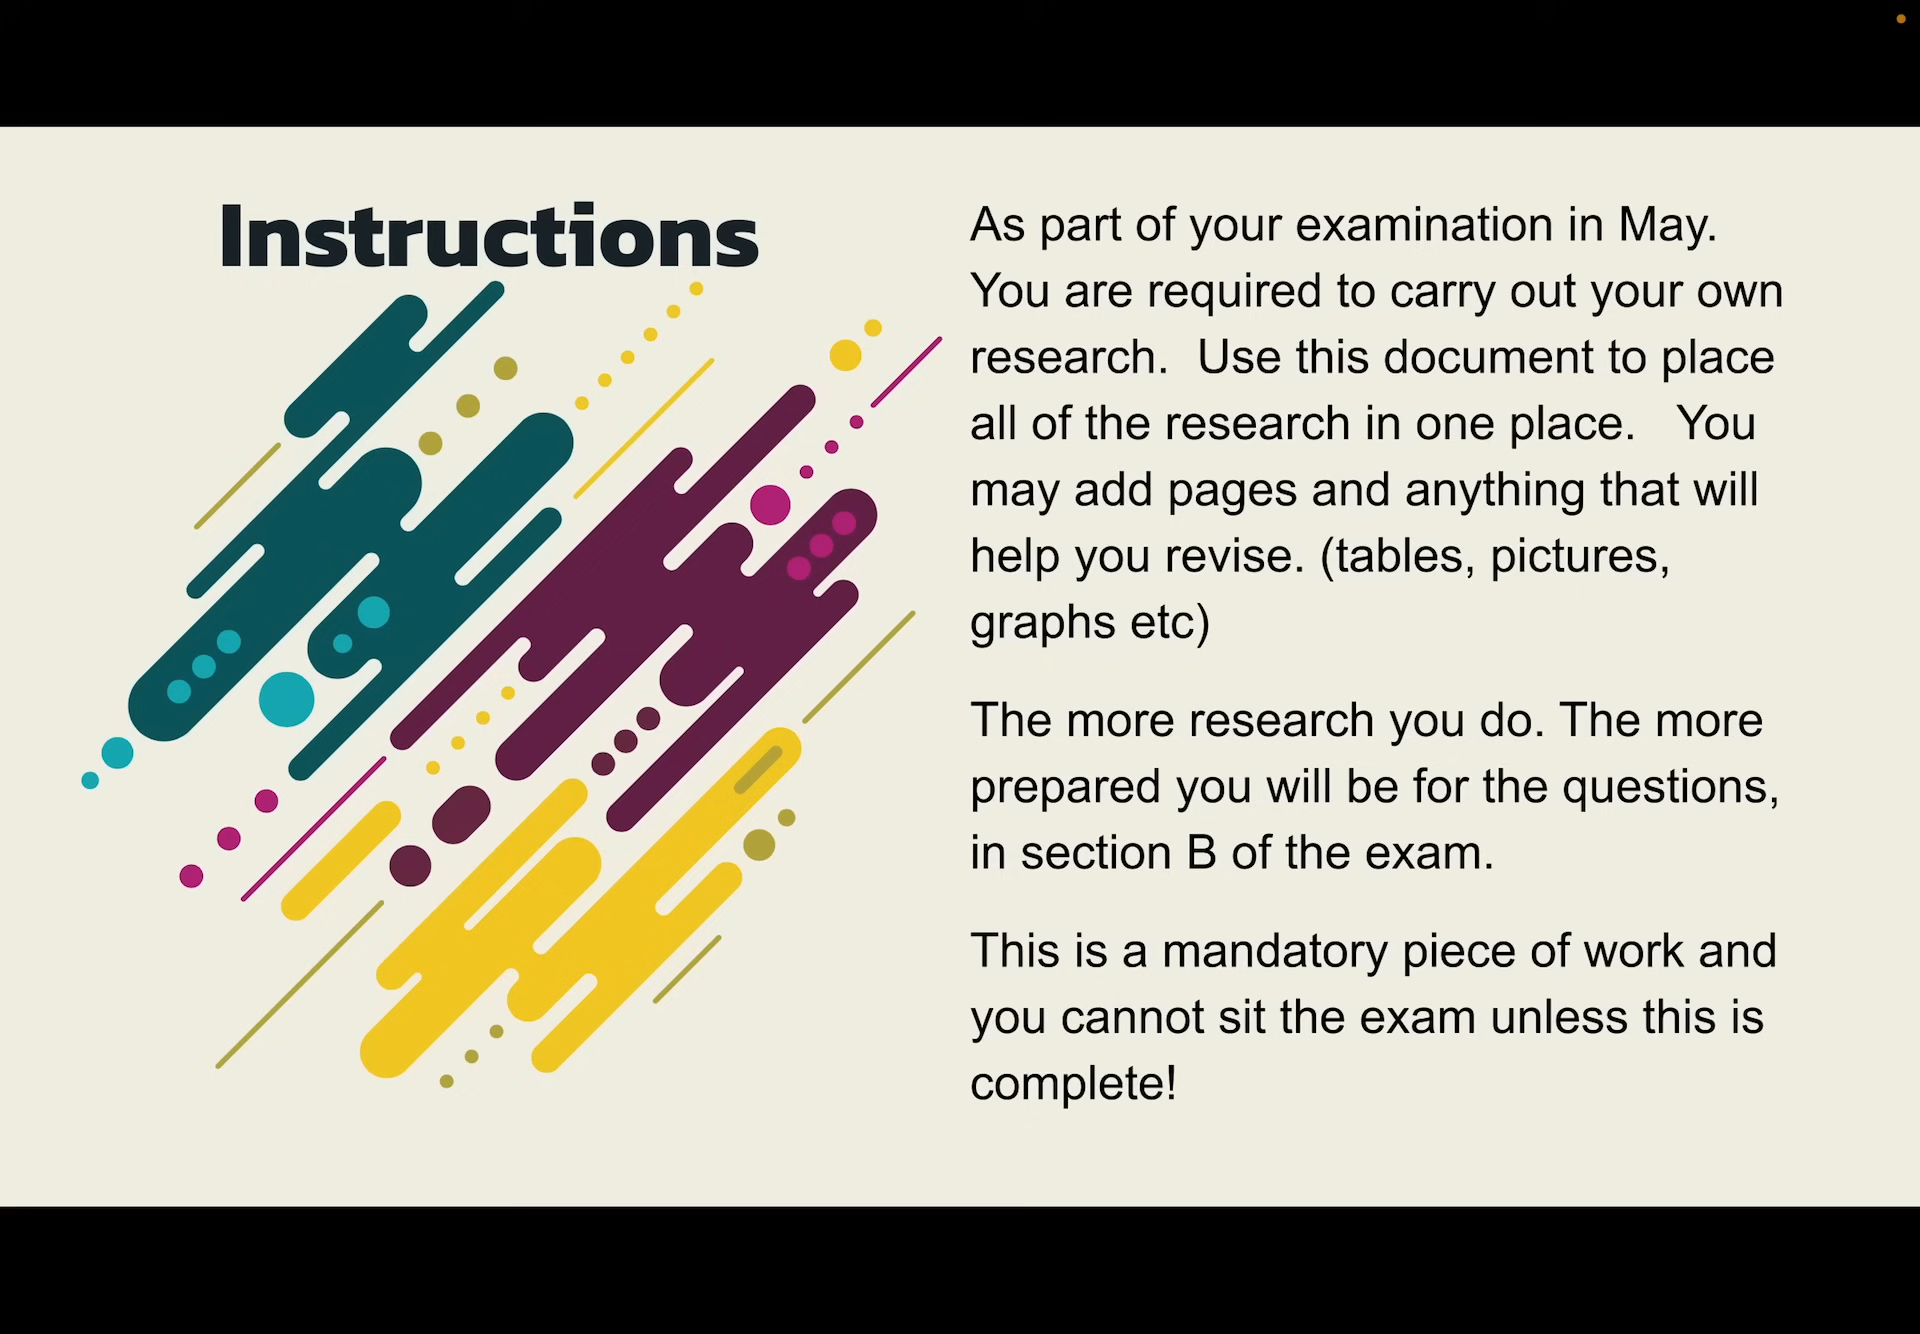 Instructions
As part of your examination in May.
You are required to carry out your own
research.  Use this document to place
all of the research in one place.   You
may add pages and anything that will
help you revise. (tables, pictures,
graphs etc)
The more research you do. The more
prepared you will be for the questions,
in section B of the exam.
This is a mandatory piece of work and
you cannot sit the exam unless this is
complete!